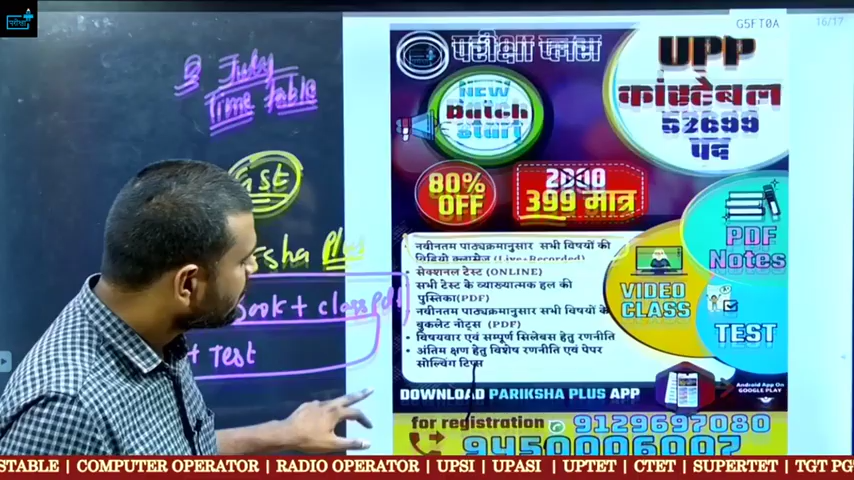 परीक्षा
G5FT0A
16/17
July
Time Table
Gst
Plus
Book + class pdf
+ Test
परीक्षा प्लस
NEW
Batch
Start
UPP
कांस्टेबल
52699
पद
80%
OFF
2000
399 मात्र
नवीनतम पाठ्यक्रमानुसार सभी विषयों की
विडियो क्लासेज (Live+Recorded)
सेक्शनल टेस्ट (ONLINE)
सभी टेस्ट के व्याख्यात्मक हल की
पुस्तिका(PDF)
• नवीनतम पाठ्यक्रमानुसार सभी विषयों के
बुकलेट नोट्स (PDF)
• विषयवार एवं सम्पूर्ण सिलेबस हेतु रणनीति
• अंतिम क्षण हेतु विशेष रणनीति एवं पेपर
सोल्विंग टिप्स
PDF
Notes
VIDEO
CLASS
TEST
DOWNLOAD PARIKSHA PLUS APP
Android App On
GOOGLE PLAY
for registration
9129697080
9450006007
STABLE | COMPUTER OPERATOR | RADIO OPERATOR | UPSI | UPASI | UPTET | CTET | SUPERTET | TGT PG